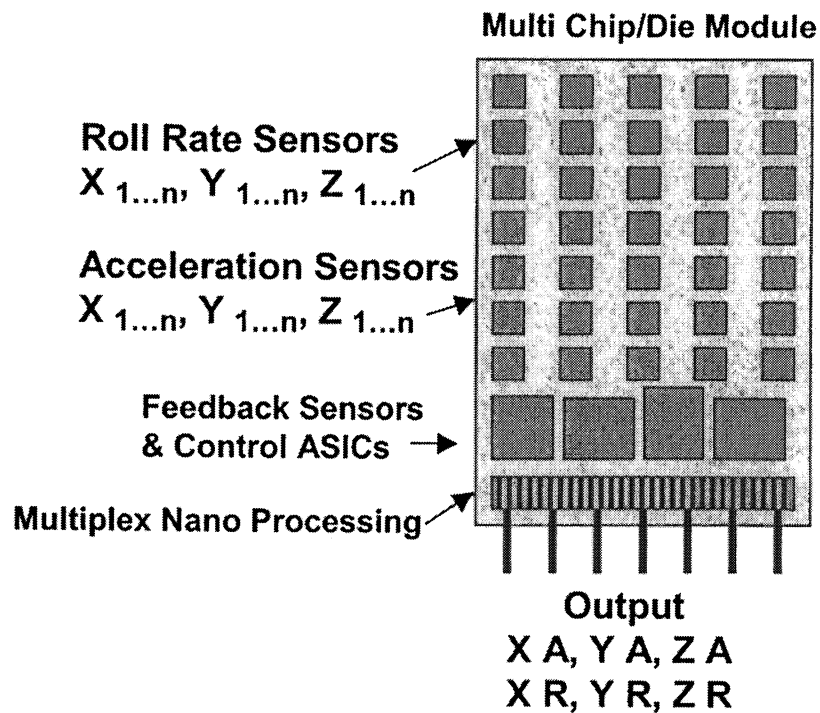 Multi Chip/Die Module
Roll Rate Sensors
X 1...n, Y 1...n, Z 1...n
Acceleration Sensors
X 1...n, Y 1...n, Z 1...n
Feedback Sensors
& Control ASICs
Multiplex Nano Processing
Output
X A, Y A, Z A
X R, Y R, Z R